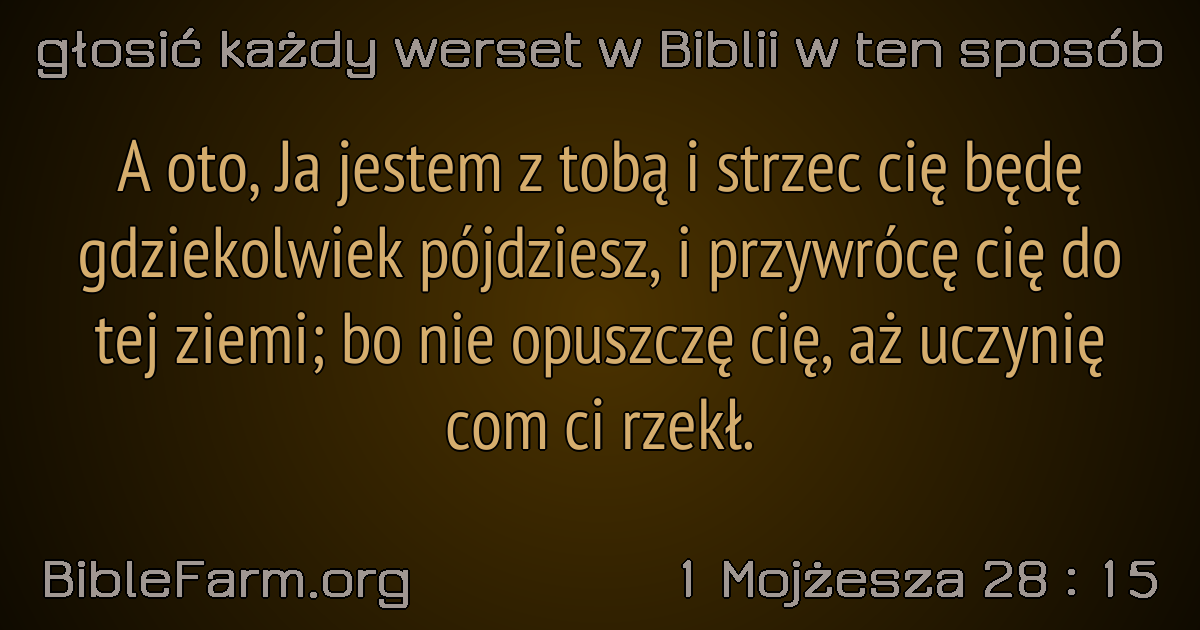 głosić każdy werset w Biblii w ten sposób
A oto, Ja jestem z tobą i strzec cię będę
gdziekolwiek pójdziesz, i przywrócę cię do
tej ziemi; bo nie opuszczę cię, aż uczynię
com ci rzekł.
BibleFarm.org
1 Mojżesza 28 : 15